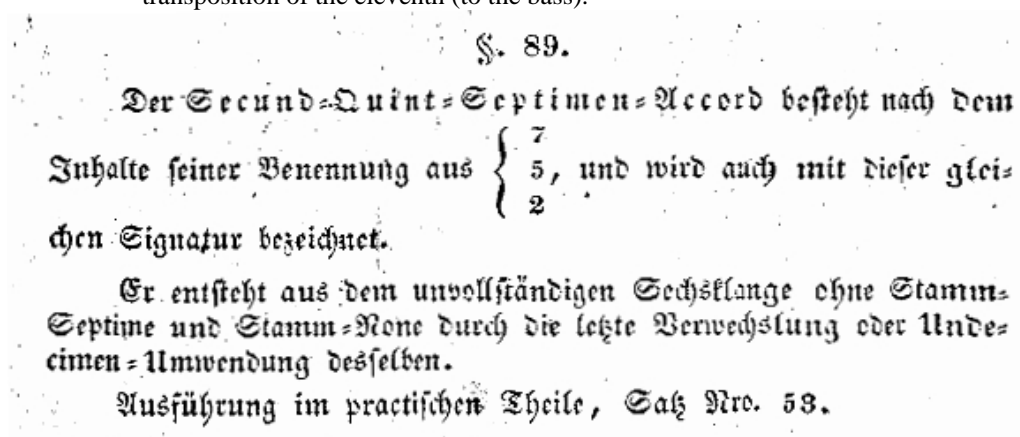 transposition of the eleventh (to the bass).
§. 89.
Der Secund-Quint-Septimen-Accord besteht nach dem
7
Inhalte seiner Benennung aus { 5, und wird auch mit dieser glei-
2
chen Signatur bezeichnet.
Er entsteht aus dem unvollständigen Sechsklange ohne Stamm-
Septime und Stamm-None durch die letzte Verwechslung oder Unde-
cimen-Umwendung desselben.
Ausführung im practischen Theile, Satz Nro. 53.